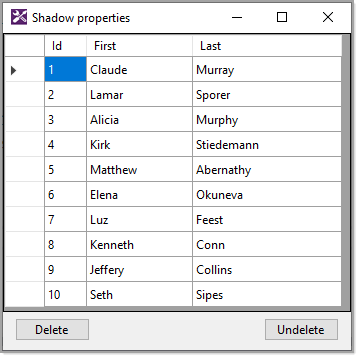 Shadow properties
Id First Last
1 Claude Murray
2 Lamar Sporer
3 Alicia Murphy
4 Kirk Stiedemann
5 Matthew Abernathy
6 Elena Okuneva
7 Luz Feest
8 Kenneth Conn
9 Jeffery Collins
10 Seth Sipes
Delete Undelete